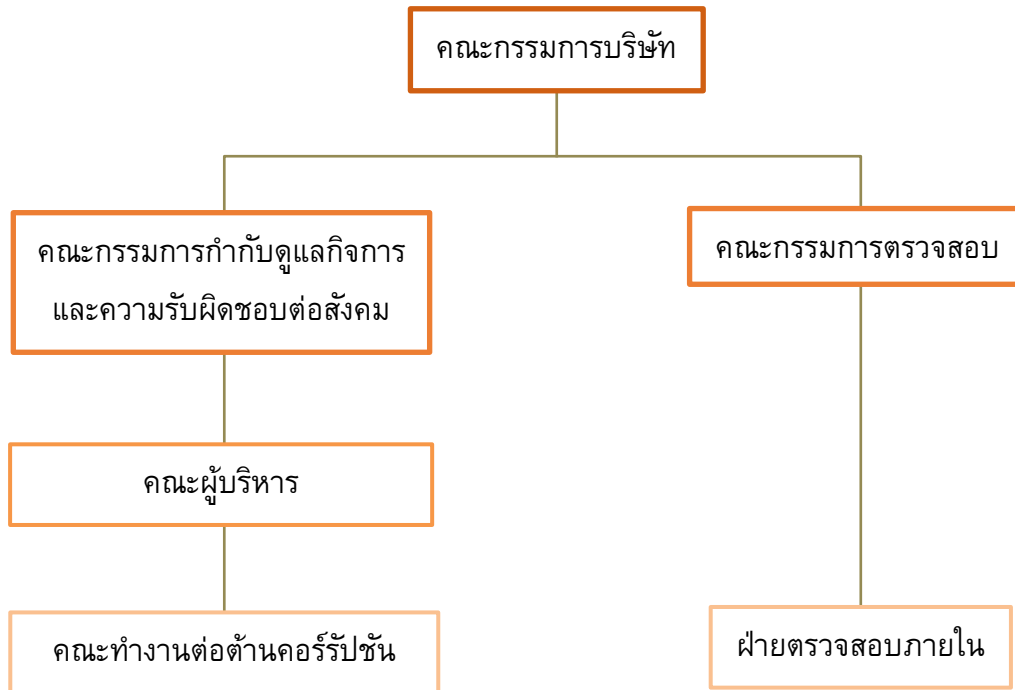 คณะกรรมการบริษัท
คณะกรรมการกำกับดูแลกิจการ
และความรับผิดชอบต่อสังคม
คณะกรรมการตรวจสอบ
คณะผู้บริหาร
คณะทำงานต่อต้านคอร์รัปชัน
ฝ่ายตรวจสอบภายใน